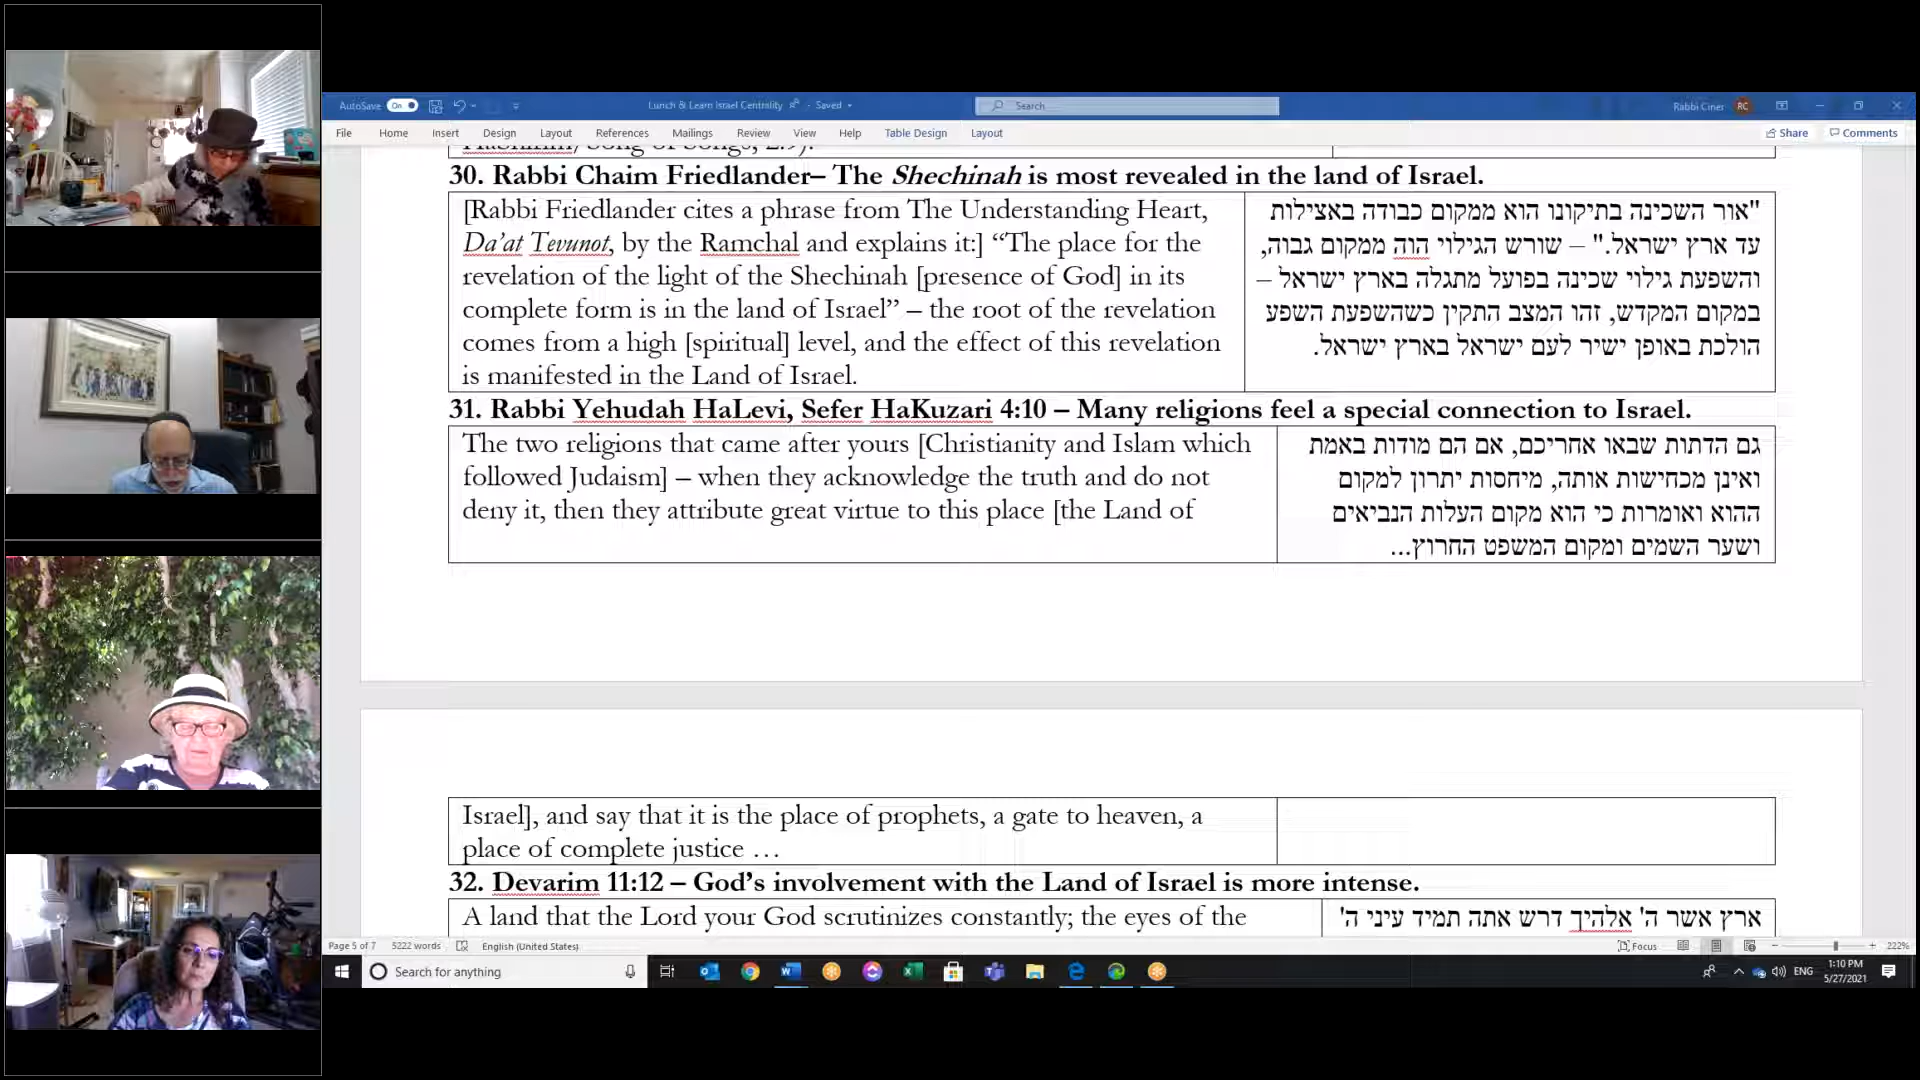 AutoSave On
Lunch & Learn Israel Centrality - Saved
Search
Rabbi Ciner RC
File Home Insert Design Layout References Mailings Review View Help Table Design Layout Share Comments
30. Rabbi Chaim Friedlander– The Shechinah is most revealed in the land of Israel.
[Rabbi Friedlander cites a phrase from The Understanding Heart,
Da’at Tevunot, by the Ramchal and explains it:] “The place for the
revelation of the light of the Shechinah [presence of God] in its
complete form is in the land of Israel” – the root of the revelation
comes from a high [spiritual] level, and the effect of this revelation
is manifested in the Land of Israel.
"אור השכינה בתיקונו הוא ממקום כבודה באצילות
עד ארץ ישראל." – שורש הגילוי הוה ממקום גבוה,
והשפעת גילוי שכינה בפועל מתגלה בארץ ישראל –
במקום המקדש, זהו המצב התקין כשהשפעת השפע
הולכת באופן ישיר לעם ישראל בארץ ישראל.
31. Rabbi Yehudah HaLevi, Sefer HaKuzari 4:10 – Many religions feel a special connection to Israel.
The two religions that came after yours [Christianity and Islam which
followed Judaism] – when they acknowledge the truth and do not
deny it, then they attribute great virtue to this place [the Land of
גם הדתות שבאו אחריכם, אם הם מודות באמת
ואינן מכחישות אותה, מיחסות יתרון למקום
ההוא ואומרות כי הוא מקום העלות הנביאים
ושער השמים ומקום המשפט החרוץ...
Israel], and say that it is the place of prophets, a gate to heaven, a
place of complete justice …
32. Devarim 11:12 – God’s involvement with the Land of Israel is more intense.
A land that the Lord your God scrutinizes constantly; the eyes of the
ארץ אשר ה' אלהיך דרש אתה תמיד עיני ה'
Page 5 of 7 5222 words English (United States) Focus 222%
Search for anything
ENG
1:10 PM
5/27/2021